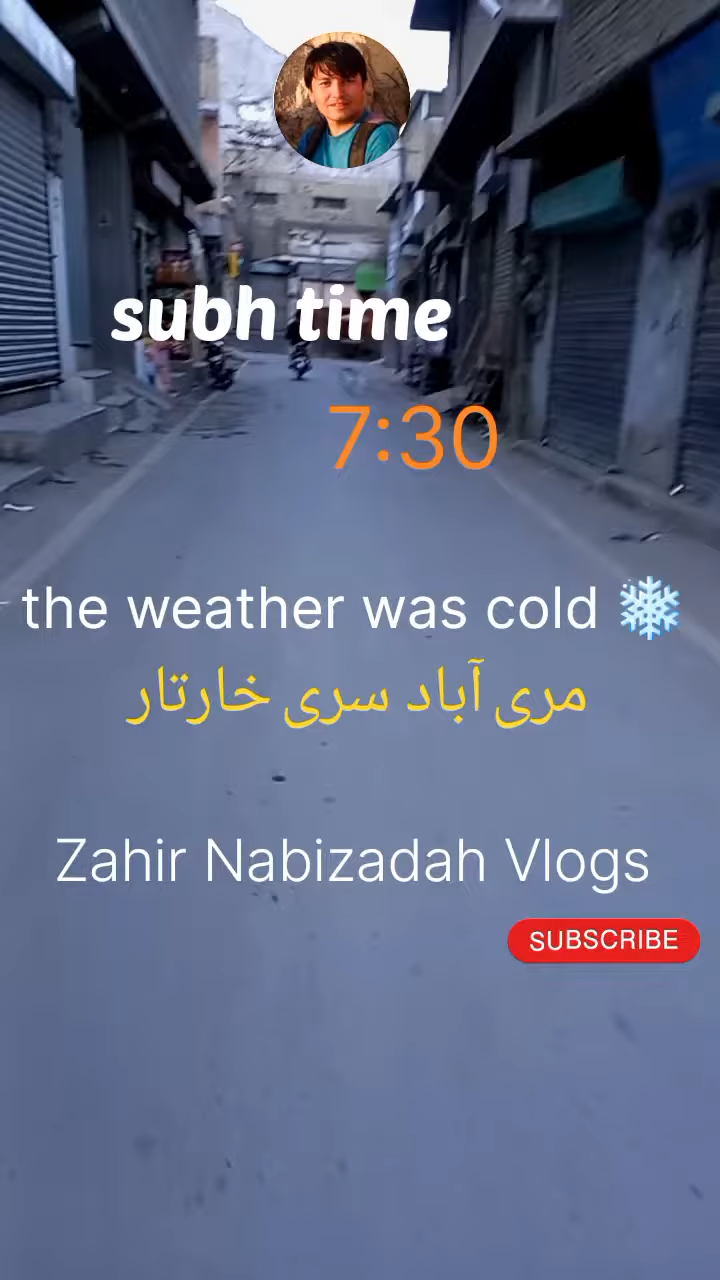 subh time
7:30
the weather was cold ❄️
مری آباد سری خارتار
Zahir Nabizadah Vlogs
SUBSCRIBE